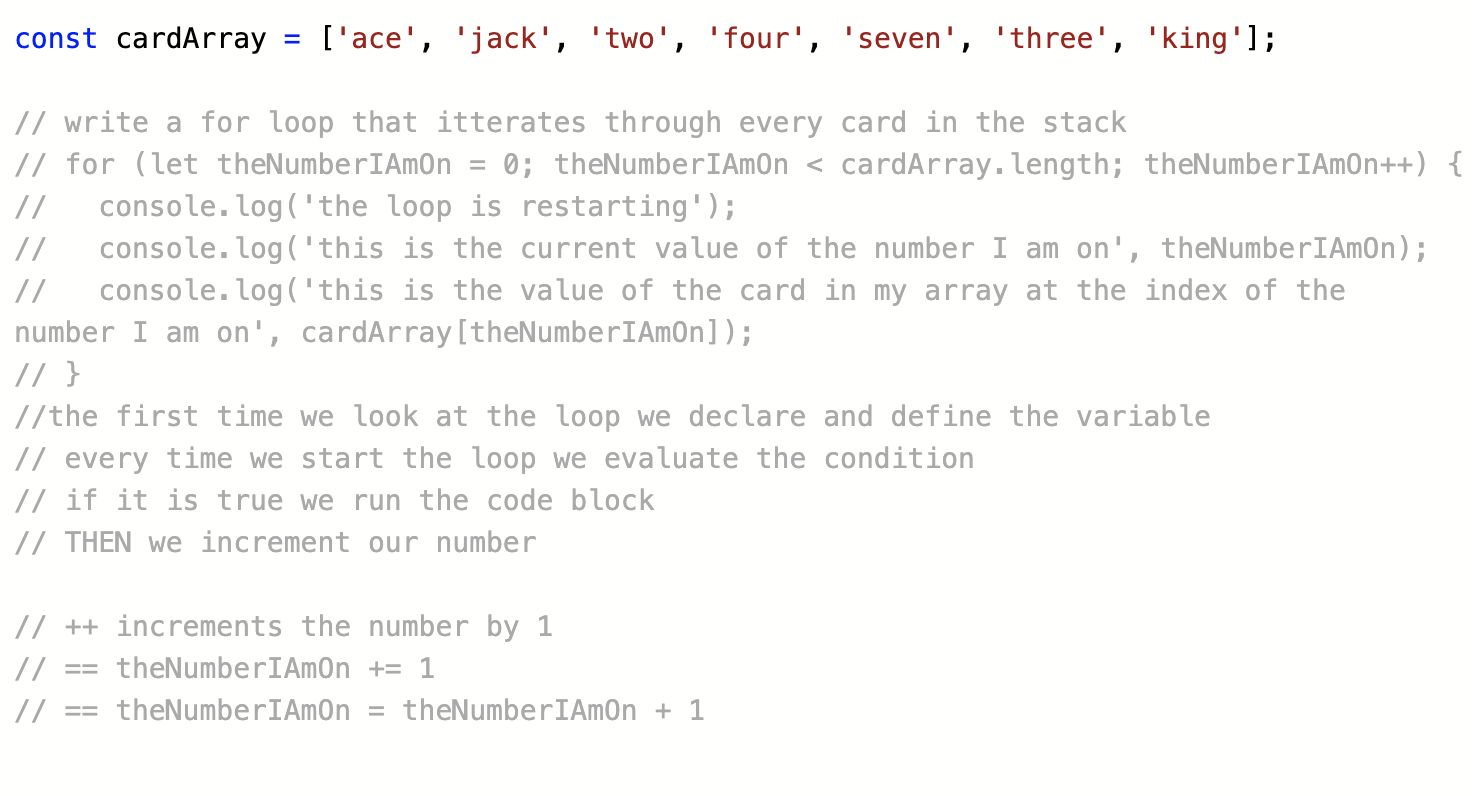 const cardArray = ['ace', 'jack', 'two', 'four', 'seven', 'three', 'king'];
// write a for loop that itterates through every card in the stack
// for (let theNumberIAmOn = 0; theNumberIAmOn < cardArray.length; theNumberIAmOn++) {
//   console.log('the loop is restarting');
//   console.log('this is the current value of the number I am on', theNumberIAmOn);
//   console.log('this is the value of the card in my array at the index of the
number I am on', cardArray[theNumberIAmOn]);
// }
//the first time we look at the loop we declare and define the variable
// every time we start the loop we evaluate the condition
// if it is true we run the code block
// THEN we increment our number
// ++ increments the number by 1
// == theNumberIAmOn += 1
// == theNumberIAmOn = theNumberIAmOn + 1